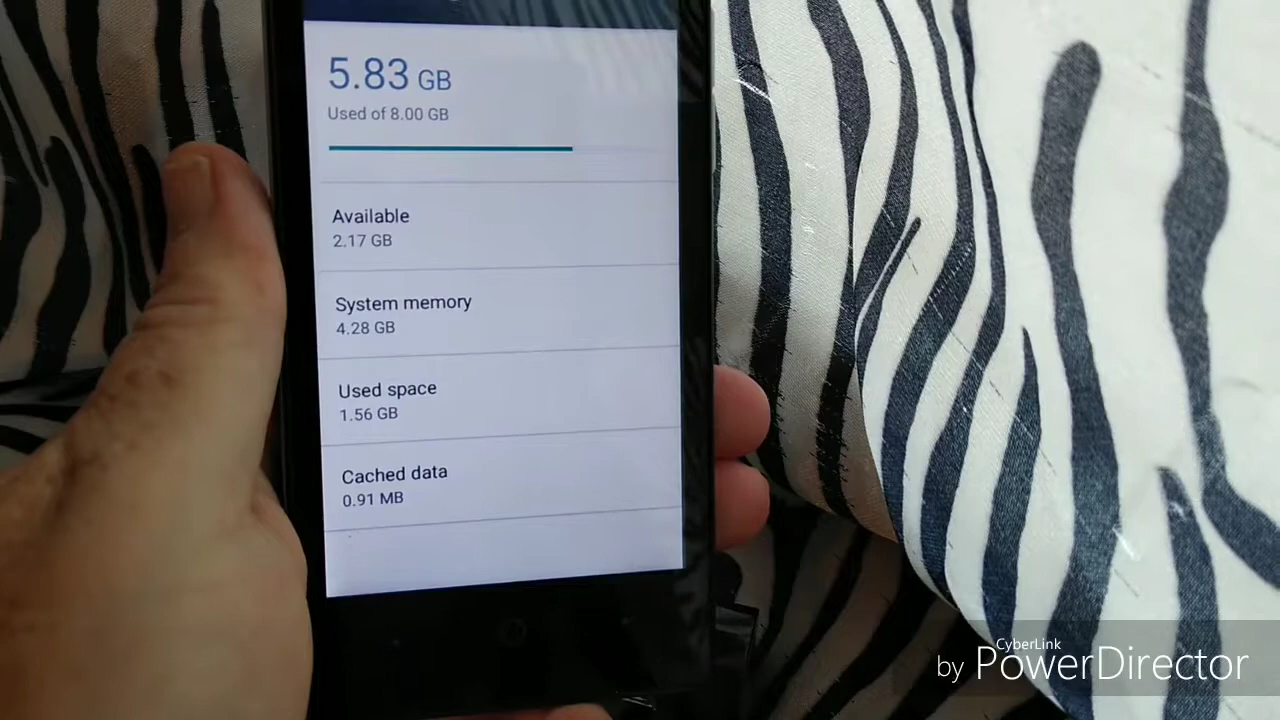 5.83 GB
Used of 8.00 GB
Available
2.17 GB
System memory
4.28 GB
Used space
1.56 GB
Cached data
0.91 MB
CyberLink
by PowerDirector